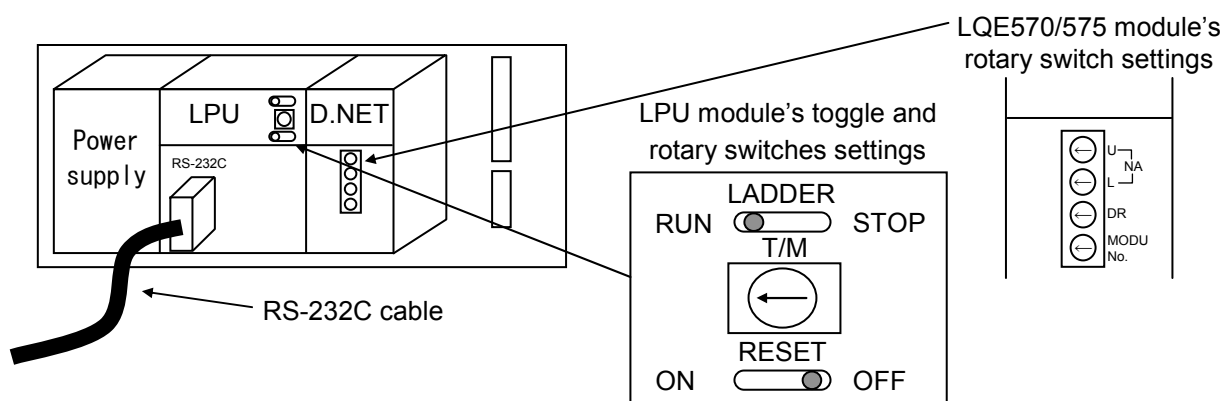 LQE570/575 module's
rotary switch settings
LPU
D.NET
Power
supply
RS-232C
LPU module's toggle and
rotary switches settings
LADDER
RUN STOP
T/M
RESET
ON OFF
U
NA
L
DR
MODU
No.
RS-232C cable